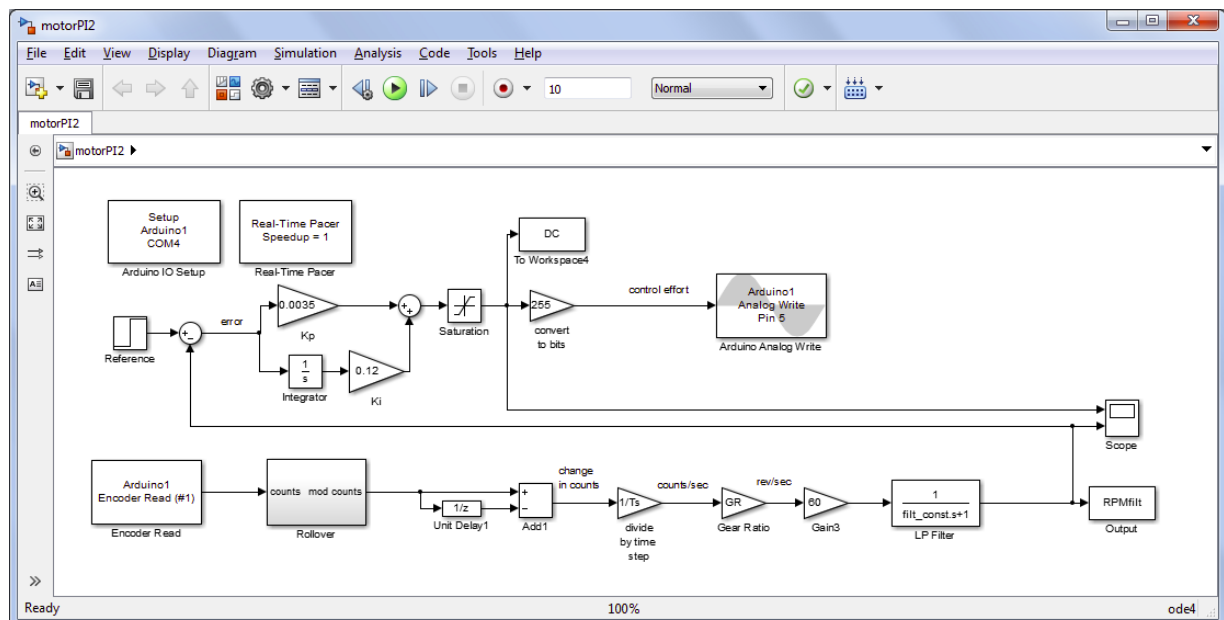 motorPI2
File Edit View Display Diagram Simulation Analysis Code Tools Help
10
Normal
motorPI2
motorPI2
Setup
Arduino1
COM4
Arduino IO Setup
Real-Time Pacer
Speedup = 1
Real-Time Pacer
DC
To Workspace4
Reference
error
0.0035
Kp
1
s
Integrator
0.12
Ki
Saturation
255
convert
to bits
control effort
Arduino1
Analog Write
Pin 5
Arduino Analog Write
Scope
Arduino1
Encoder Read (#1)
Encoder Read
counts mod counts
Rollover
1/z
Unit Delay1
Add1
change
in counts
1/Ts
divide
by time
step
counts/sec
GR
Gear Ratio
rev/sec
60
Gain3
1
filt_const.s+1
LP Filter
RPMfilt
Output
Ready
100%
ode4